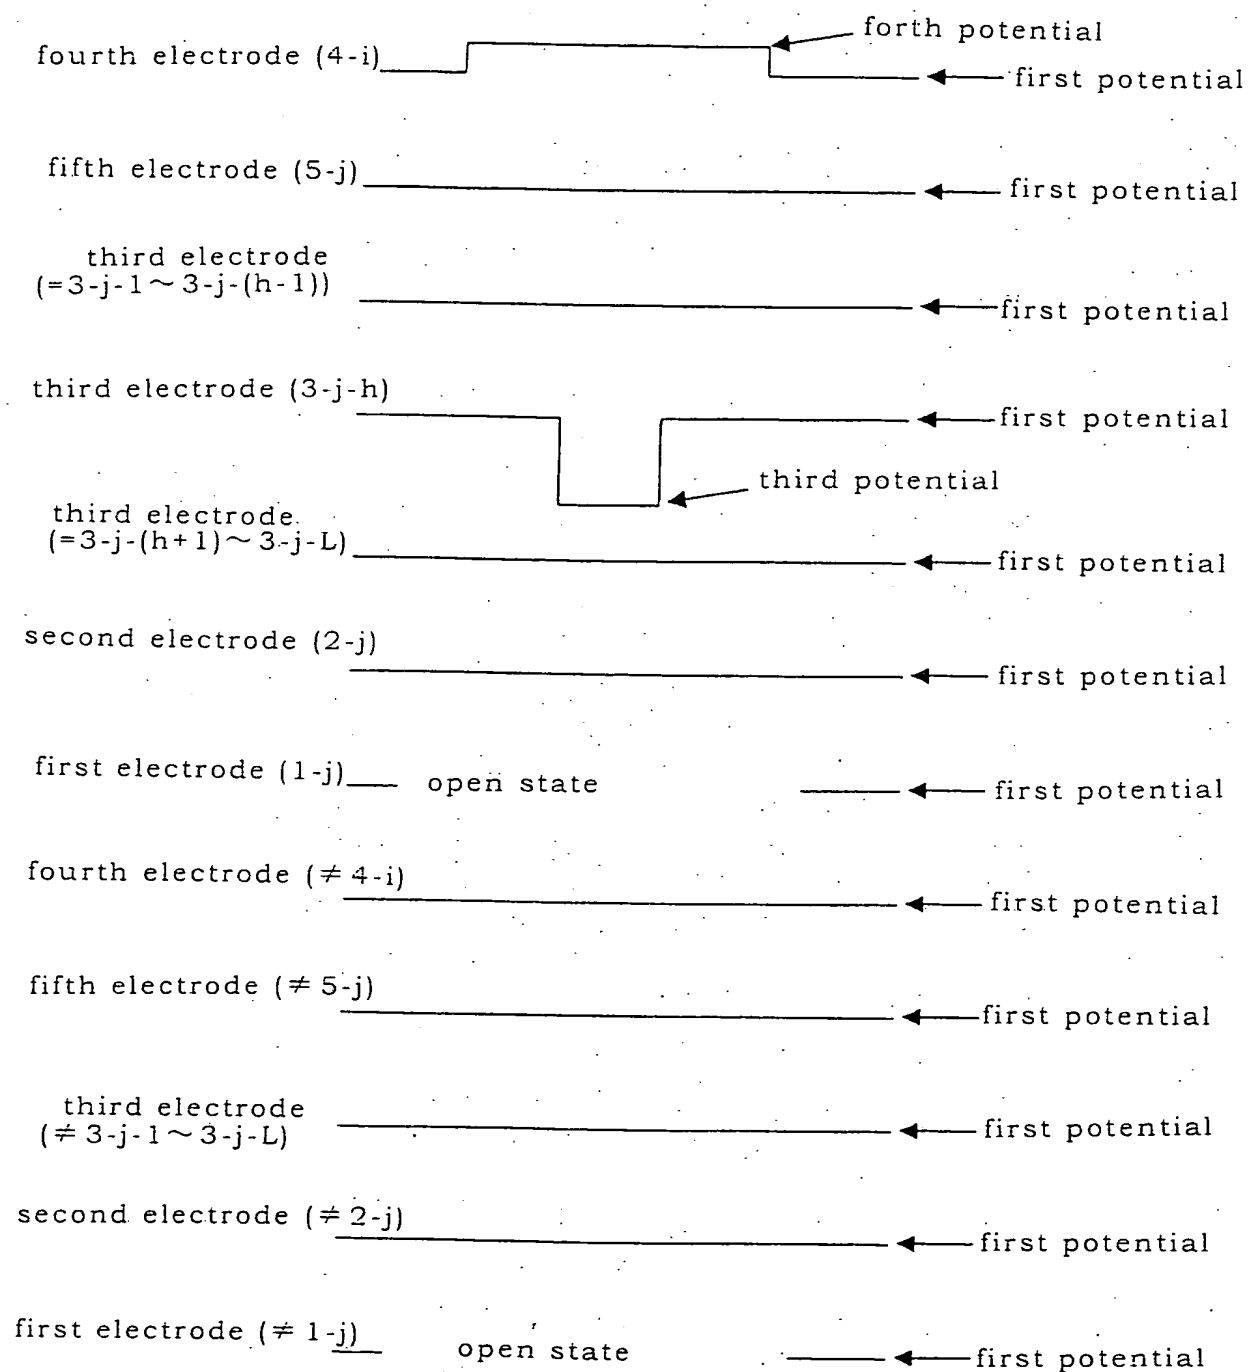 forth potential
fourth electrode (4-i)
first potential
fifth electrode (5-j)
first potential
third electrode
(=3-j-1～3-j-(h-1))
first potential
third electrode (3-j-h)
first potential
third potential
third electrode
(=3-j-(h+1)～3-j-L)
first potential
second electrode (2-j)
first potential
first electrode (1-j)
open state
first potential
fourth electrode (≠4-i)
first potential
fifth electrode (≠5-j)
first potential
third electrode
(≠3-j-1～3-j-L)
first potential
second electrode (≠2-j)
first potential
first electrode (≠1-j)
open state
first potential